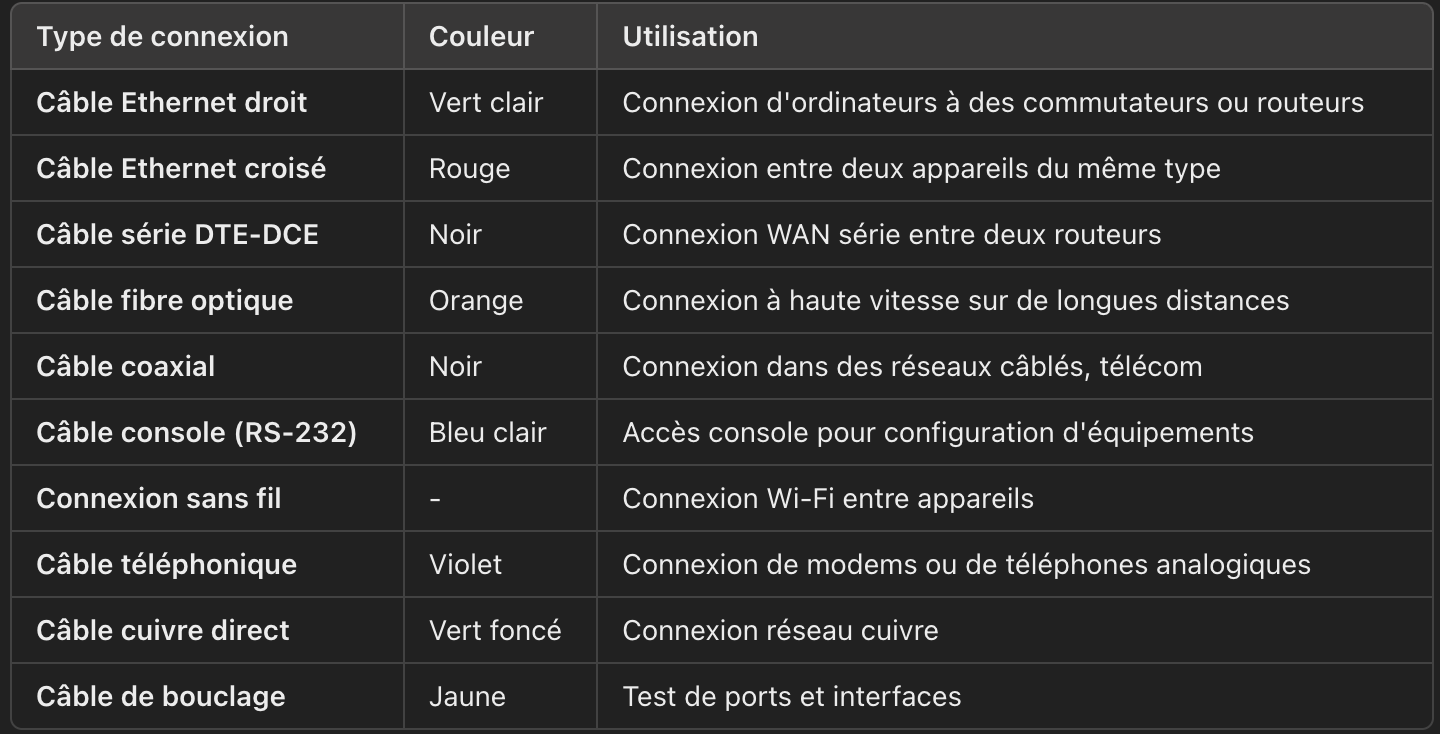 Type de connexion Couleur Utilisation
Câble Ethernet droit Vert clair Connexion d'ordinateurs à des commutateurs ou routeurs
Câble Ethernet croisé Rouge Connexion entre deux appareils du même type
Câble série DTE-DCE Noir Connexion WAN série entre deux routeurs
Câble fibre optique Orange Connexion à haute vitesse sur de longues distances
Câble coaxial Noir Connexion dans des réseaux câblés, télécom
Câble console (RS-232) Bleu clair Accès console pour configuration d'équipements
Connexion sans fil - Connexion Wi-Fi entre appareils
Câble téléphonique Violet Connexion de modems ou de téléphones analogiques
Câble cuivre direct Vert foncé Connexion réseau cuivre
Câble de bouclage Jaune Test de ports et interfaces